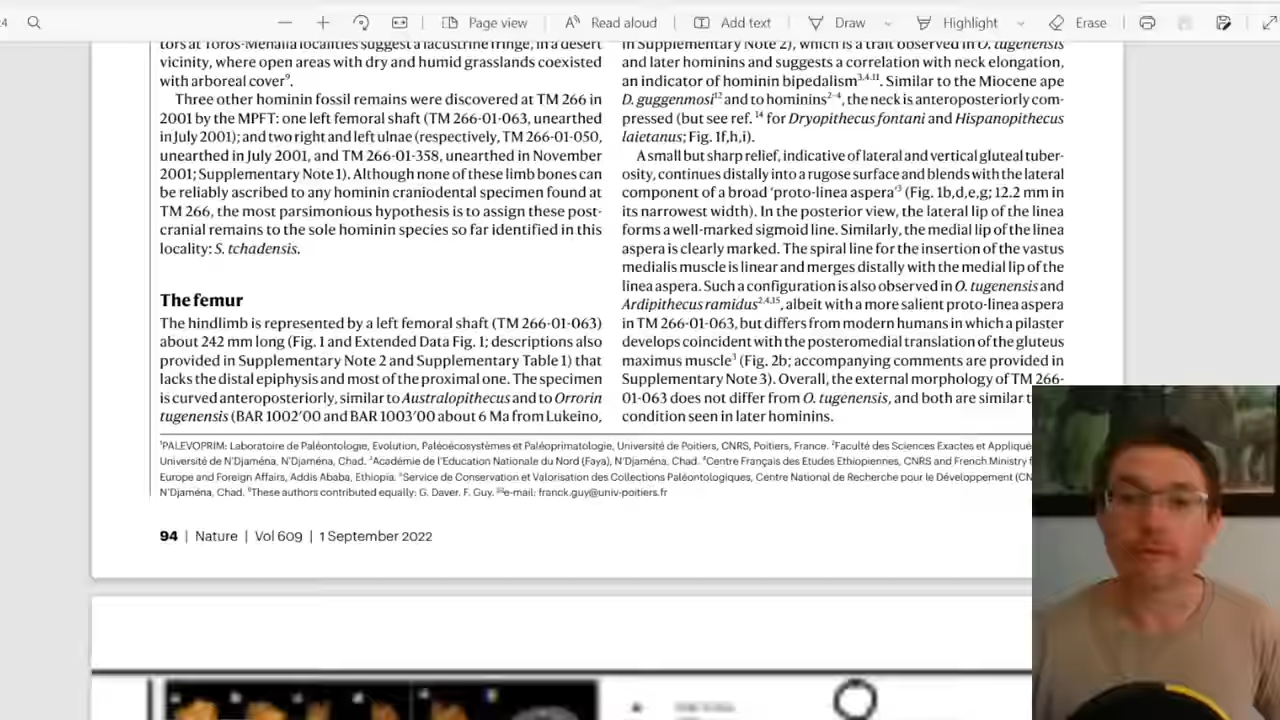 4
Page view
Read aloud
Add text
Draw
Highlight
Erase
tors at Toros-Menalla localities suggest a lacustrine fringe, in a desert
vicinity, where open areas with dry and humid grasslands coexisted
with arboreal cover9.
Three other hominin fossil remains were discovered at TM 266 in
2001 by the MPFT: one left femoral shaft (TM 266-01-063, unearthed
in July 2001); and two right and left ulnae (respectively, TM 266-01-050,
unearthed in July 2001, and TM 266-01-358, unearthed in November
2001; Supplementary Note 1). Although none of these limb bones can
be reliably ascribed to any hominin craniodental specimen found at
TM 266, the most parsimonious hypothesis is to assign these post-
cranial remains to the sole hominin species so far identified in this
locality: S. tchadensis.
The femur
The hindlimb is represented by a left femoral shaft (TM 266-01-063)
about 242 mm long (Fig. 1 and Extended Data Fig. 1; descriptions also
provided in Supplementary Note 2 and Supplementary Table 1) that
lacks the distal epiphysis and most of the proximal one. The specimen
is curved anteroposteriorly, similar to Australopithecus and to Orrorin
tugenensis (BAR 1002'00 and BAR 1003'00 about 6 Ma from Lukeino,
in Supplementary Note 2), which is a trait observed in O. tugenensis
and later hominins and suggests a correlation with neck elongation,
an indicator of hominin bipedalism3,4,11. Similar to the Miocene ape
D. guggenmosi12 and to hominins2–4, the neck is anteroposteriorly com-
pressed (but see ref. 14 for Dryopithecus fontani and Hispanopithecus
laietanus; Fig. 1f,h,i).
A small but sharp relief, indicative of lateral and vertical gluteal tuber-
osity, continues distally into a rugose surface and blends with the lateral
component of a broad 'proto-linea aspera'3 (Fig. 1b,d,e,g; 12.2 mm in
its narrowest width). In the posterior view, the lateral lip of the linea
forms a well-marked sigmoid line. Similarly, the medial lip of the linea
aspera is clearly marked. The spiral line for the insertion of the vastus
medialis muscle is linear and merges distally with the medial lip of the
linea aspera. Such a configuration is also observed in O. tugenensis and
Ardipithecus ramidus2,4,15, albeit with a more salient proto-linea aspera
in TM 266-01-063, but differs from modern humans in which a pilaster
develops coincident with the posteromedial translation of the gluteus
maximus muscle3 (Fig. 2b; accompanying comments are provided in
Supplementary Note 3). Overall, the external morphology of TM 266-
01-063 does not differ from O. tugenensis, and both are similar t
condition seen in later hominins.
1PALEVOPRIM: Laboratoire de Paléontologie, Evolution, Paléoécosystèmes et Paléoprimatologie, Université de Poitiers, CNRS, Poitiers, France. 2Faculté des Sciences Exactes et Appliqué
Université de N'Djaména, N'Djaména, Chad. 3Académie de l'Education Nationale du Nord (Faya), N'Djaména, Chad. 4Centre Français des Etudes Ethiopiennes, CNRS and French Ministry f
Europe and Foreign Affairs, Addis Ababa, Ethiopia. 5Service de Conservation et Valorisation des Collections Paléontologiques, Centre National de Recherche pour le Développement (CN
N'Djaména, Chad. 6These authors contributed equally: G. Daver, F. Guy. e-mail: franck.guy@univ-poitiers.fr
94 | Nature | Vol 609 | 1 September 2022